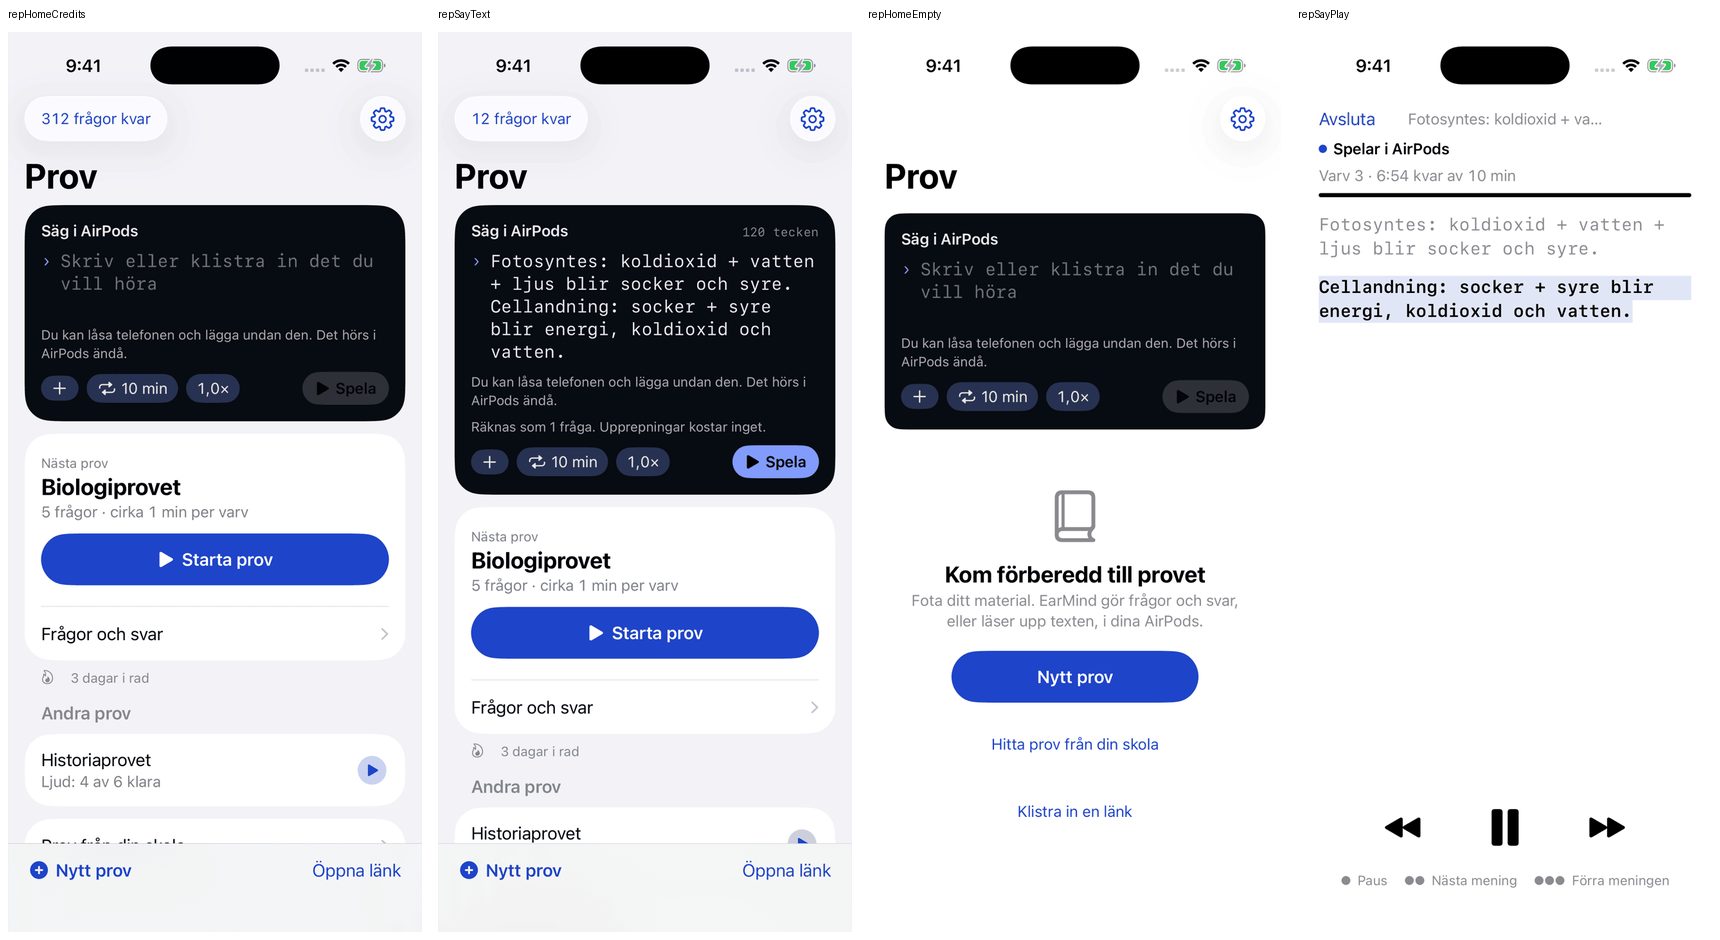 repHomeCredits
9:41
312 frågor kvar
Prov
Säg i AirPods
› Skriv eller klistra in det du
vill höra
Du kan låsa telefonen och lägga undan den. Det hörs i
AirPods ändå.
+ 10 min 1,0× Spela
Nästa prov
Biologiprovet
5 frågor · cirka 1 min per varv
Starta prov
Frågor och svar
3 dagar i rad
Andra prov
Historiaprovet
Ljud: 4 av 6 klara
Prov från din skola
Nytt prov Öppna länk
repSayText
9:41
12 frågor kvar
Prov
Säg i AirPods 120 tecken
› Fotosyntes: koldioxid + vatten
+ ljus blir socker och syre.
Cellandning: socker + syre
blir energi, koldioxid och
vatten.
Du kan låsa telefonen och lägga undan den. Det hörs i
AirPods ändå.
Räknas som 1 fråga. Upprepningar kostar inget.
+ 10 min 1,0× Spela
Nästa prov
Biologiprovet
5 frågor · cirka 1 min per varv
Starta prov
Frågor och svar
3 dagar i rad
Andra prov
Historiaprovet
Nytt prov Öppna länk
repHomeEmpty
9:41
Prov
Säg i AirPods
› Skriv eller klistra in det du
vill höra
Du kan låsa telefonen och lägga undan den. Det hörs i
AirPods ändå.
+ 10 min 1,0× Spela
Kom förberedd till provet
Fota ditt material. EarMind gör frågor och svar,
eller läser upp texten, i dina AirPods.
Nytt prov
Hitta prov från din skola
Klistra in en länk
repSayPlay
9:41
Avsluta Fotosyntes: koldioxid + va...
Spelar i AirPods
Varv 3 · 6:54 kvar av 10 min
Fotosyntes: koldioxid + vatten +
ljus blir socker och syre.
Cellandning: socker + syre blir
energi, koldioxid och vatten.
Paus Nästa mening Förra meningen